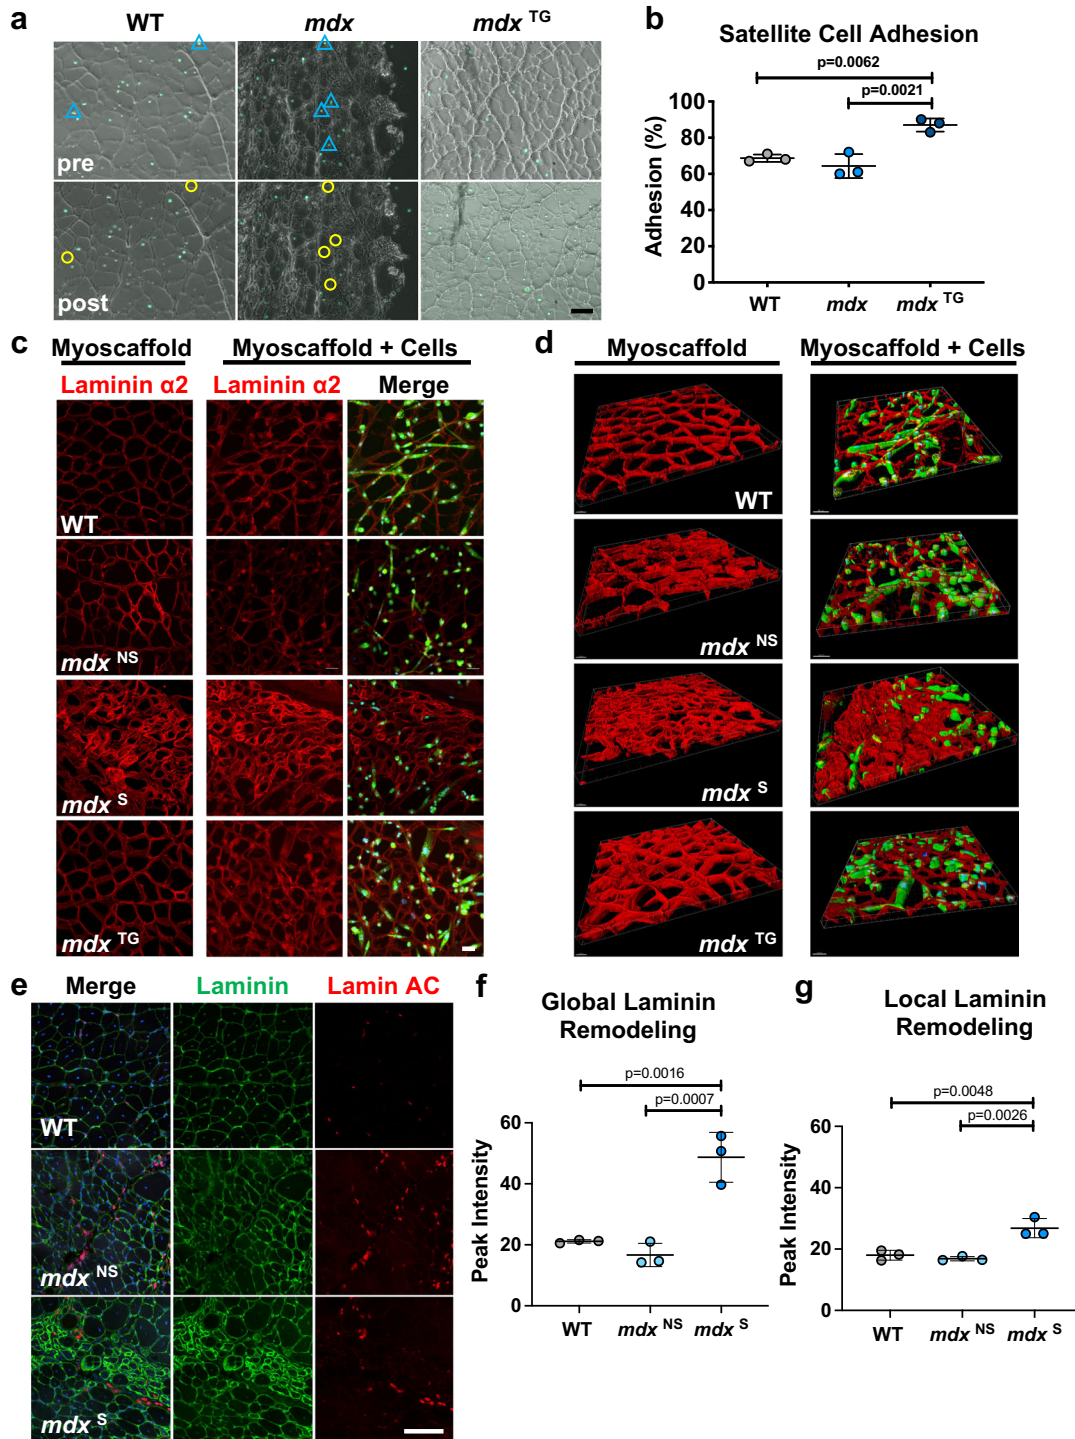 a
WT
mdx
mdx TG
pre
post
b
Satellite Cell Adhesion
p=0.0062
p=0.0021
Adhesion (%)
100
80
60
40
20
0
WT
mdx
mdx TG
c
Myoscaffold
Myoscaffold + Cells
Laminin α2
Laminin α2
Merge
WT
mdx NS
mdx S
mdx TG
d
Myoscaffold
Myoscaffold + Cells
WT
mdx NS
mdx S
mdx TG
e
Merge
Laminin
Lamin AC
WT
mdx NS
mdx S
f
Global Laminin
Remodeling
p=0.0016
p=0.0007
Peak Intensity
60
40
20
0
WT
mdx NS
mdx S
g
Local Laminin
Remodeling
p=0.0048
p=0.0026
Peak Intensity
60
40
20
0
WT
mdx NS
mdx S